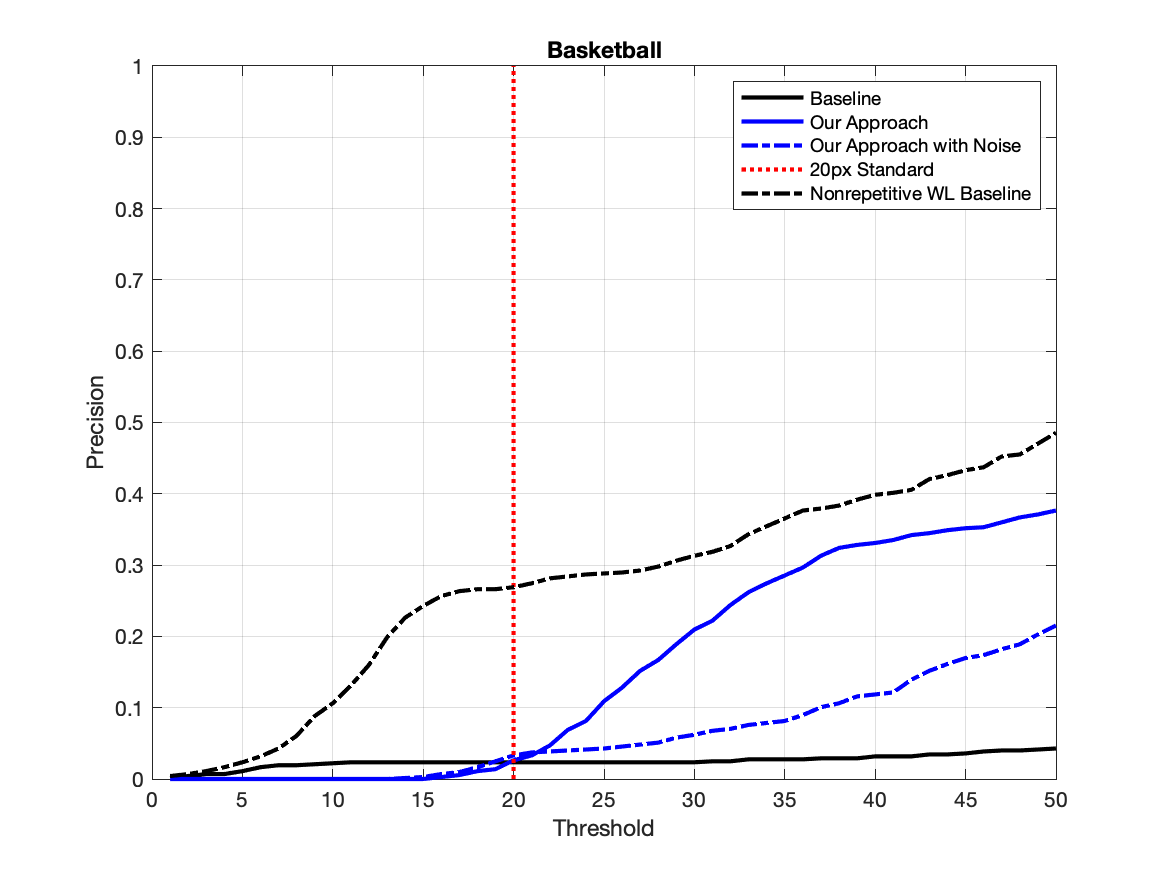 Basketball
Baseline
Our Approach
Our Approach with Noise
20px Standard
Nonrepetitive WL Baseline
Precision
1
0.9
0.8
0.7
0.6
0.5
0.4
0.3
0.2
0.1
0
0 5 10 15 20 25 30 35 40 45 50
Threshold